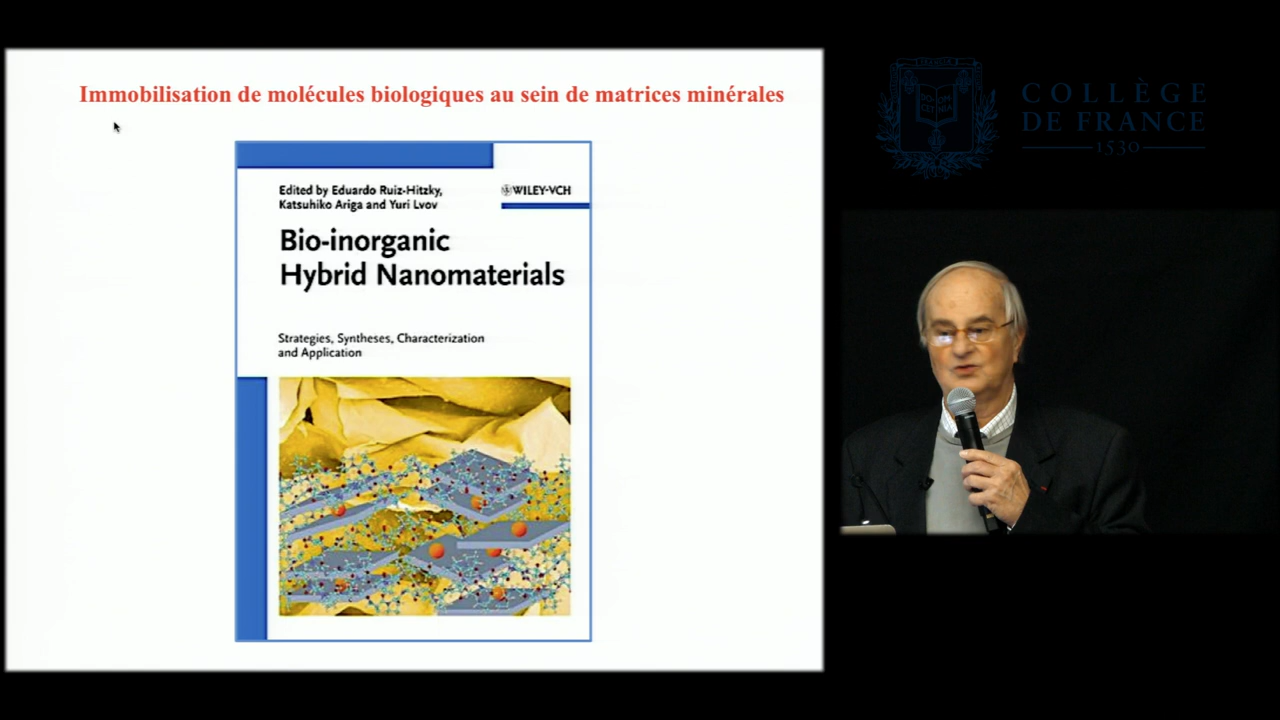 Immobilisation de molécules biologiques au sein de matrices minérales
Edited by Eduardo Ruiz-Hitzky,
Katsuhiko Ariga and Yuri Lvov
WILEY-VCH
Bio-inorganic
Hybrid Nanomaterials
Strategies, Syntheses, Characterization
and Application
COLLÈGE
DE FRANCE
1530